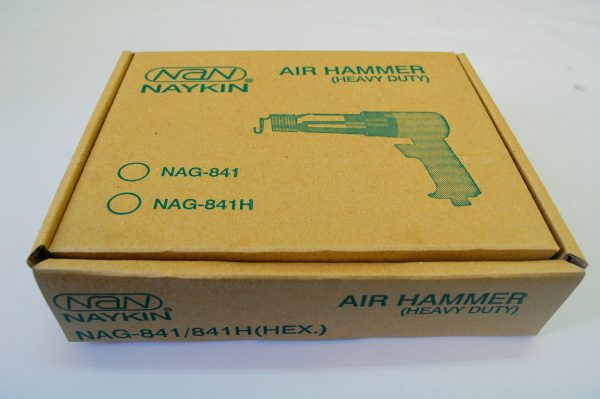 NaN
NAYKIN®
AIR HAMMER
(HEAVY DUTY)
NAG-841
NAG-841H
NaN
NAYKIN®
AIR HAMMER
(HEAVY DUTY)
NAG-841/841H(HEX.)